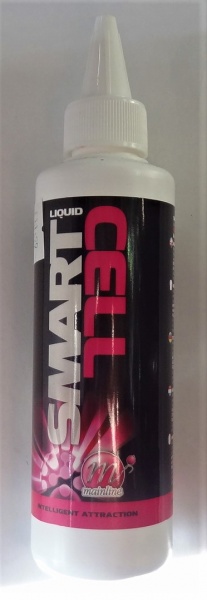 LIQUID
SMART
CELL
m
mainline
INTELLIGENT ATTRACTION